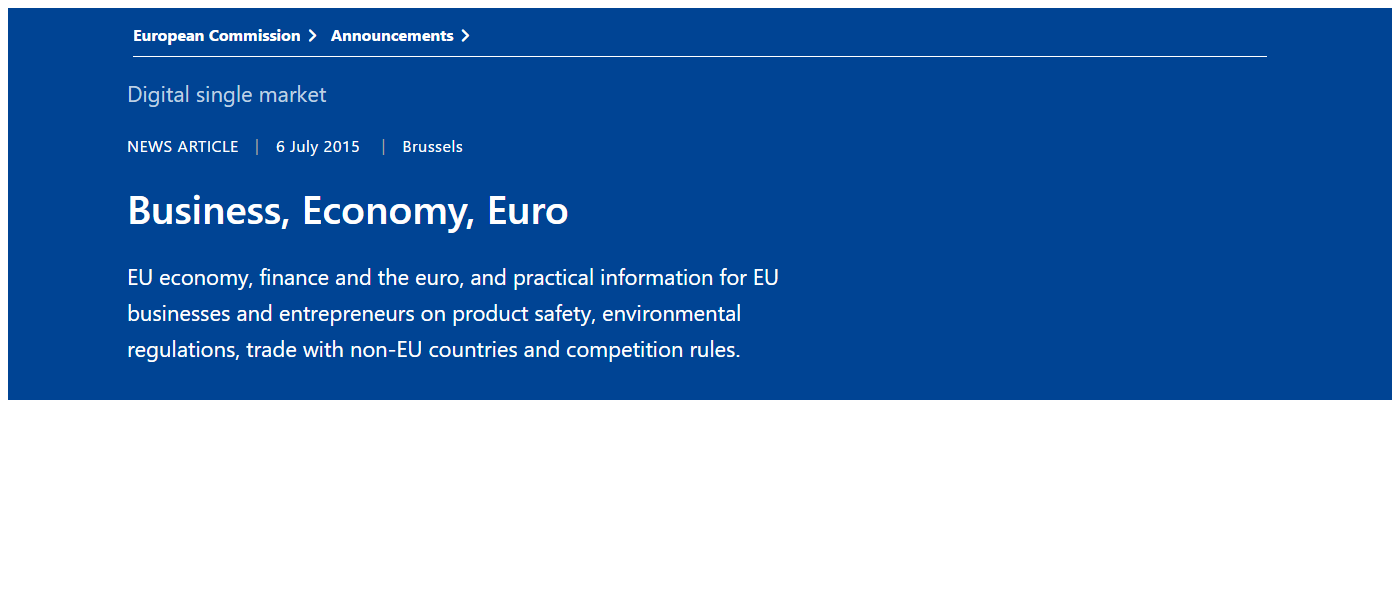 European Commission > Announcements >
Digital single market
NEWS ARTICLE | 6 July 2015 | Brussels
Business, Economy, Euro
EU economy, finance and the euro, and practical information for EU
businesses and entrepreneurs on product safety, environmental
regulations, trade with non-EU countries and competition rules.